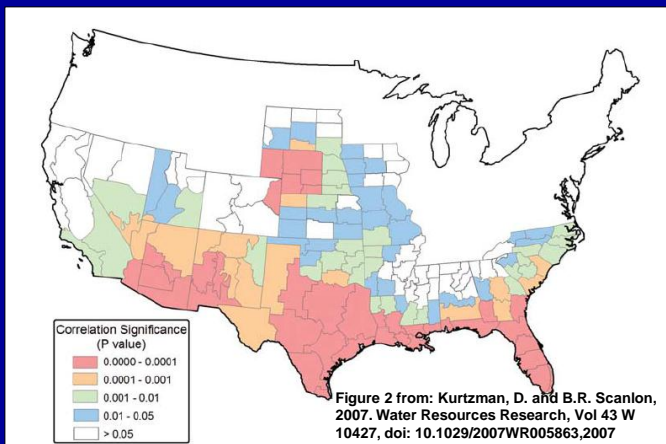 Correlation Significance
(P value)
0.0000 - 0.0001
0.0001 - 0.001
0.001 - 0.01
0.01 - 0.05
> 0.05
Figure 2 from: Kurtzman, D. and B.R. Scanlon,
2007. Water Resources Research, Vol 43 W
10427, doi: 10.1029/2007WR005863,2007